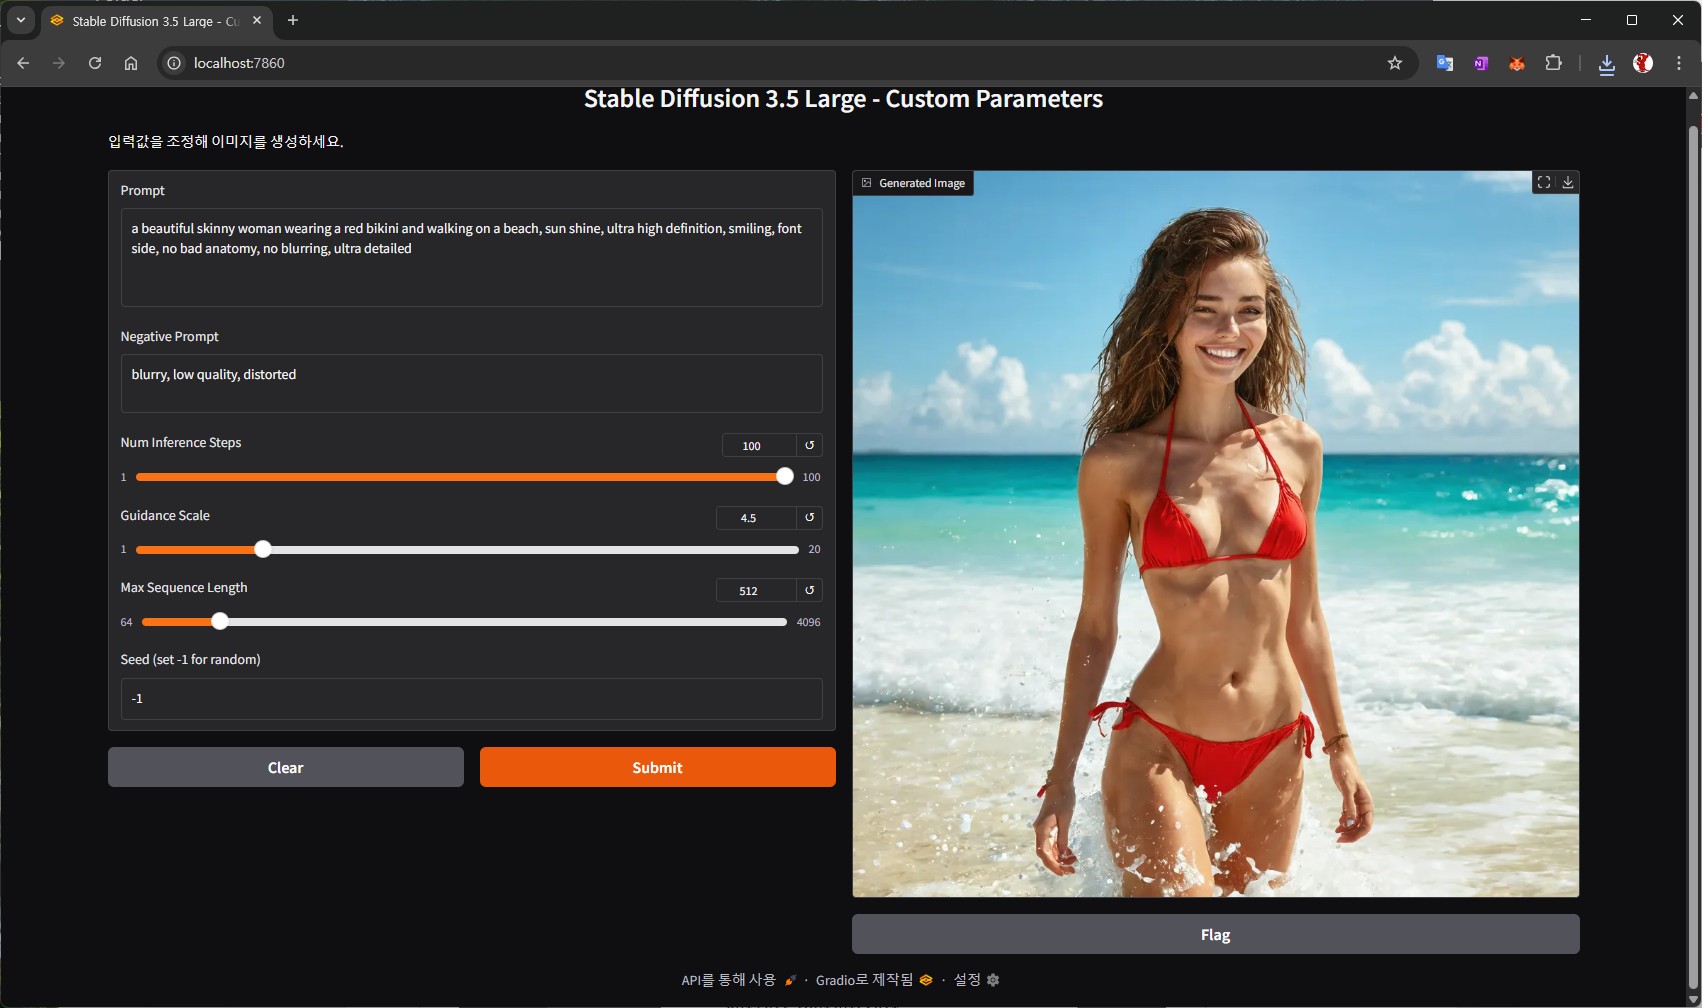 Stable Diffusion 3.5 Large - Cu
localhost:7860
Stable Diffusion 3.5 Large - Custom Parameters
입력값을 조정해 이미지를 생성하세요.
Prompt
a beautiful skinny woman wearing a red bikini and walking on a beach, sun shine, ultra high definition, smiling, font
side, no bad anatomy, no blurring, ultra detailed
Negative Prompt
blurry, low quality, distorted
Num Inference Steps
100
1
100
Guidance Scale
4.5
1
20
Max Sequence Length
512
64
4096
Seed (set -1 for random)
-1
Clear
Submit
Generated Image
Flag
API를 통해 사용 · Gradio로 제작됨 · 설정